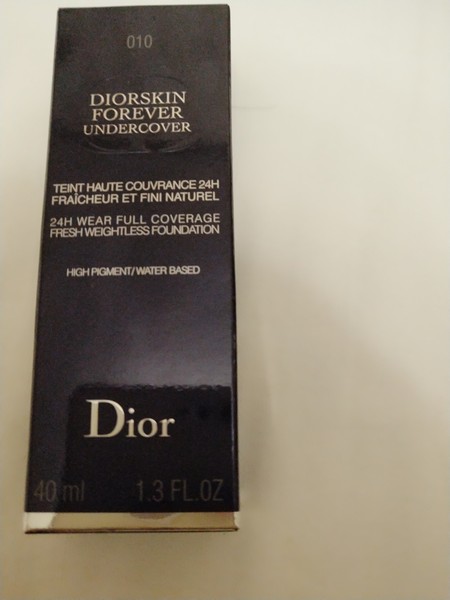 010
DIORSKIN
FOREVER
UNDERCOVER
TEINT HAUTE COUVRANCE 24H
FRAÎCHEUR ET FINI NATUREL
24H WEAR FULL COVERAGE
FRESH WEIGHTLESS FOUNDATION
HIGH PIGMENT/WATER BASED
Dior
40 ml 1.3 FL.OZ